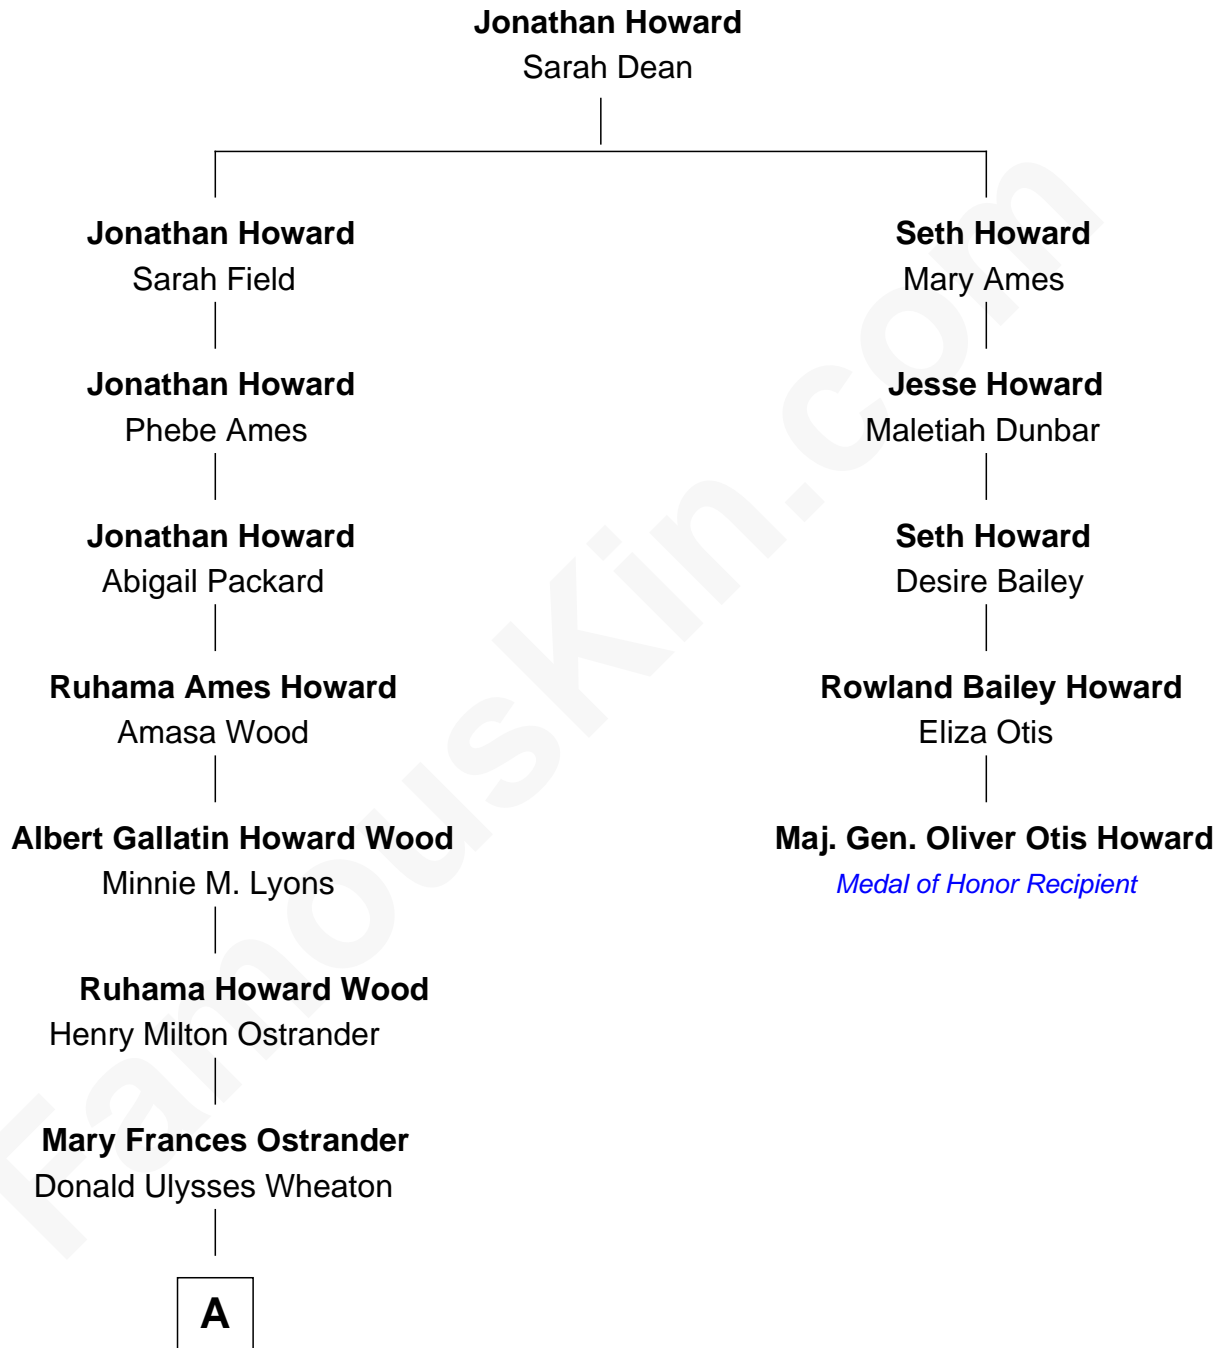 Jonathan Howard
Sarah Dean
Jonathan Howard
Sarah Field
Jonathan Howard
Phebe Ames
Jonathan Howard
Abigail Packard
Ruhama Ames Howard
Amasa Wood
Albert Gallatin Howard Wood
Minnie M. Lyons
Ruhama Howard Wood
Henry Milton Ostrander
Mary Frances Ostrander
Donald Ulysses Wheaton
A
Seth Howard
Mary Ames
Jesse Howard
Maletiah Dunbar
Seth Howard
Desire Bailey
Rowland Bailey Howard
Eliza Otis
Maj. Gen. Oliver Otis Howard
Medal of Honor Recipient
FamousKin.com